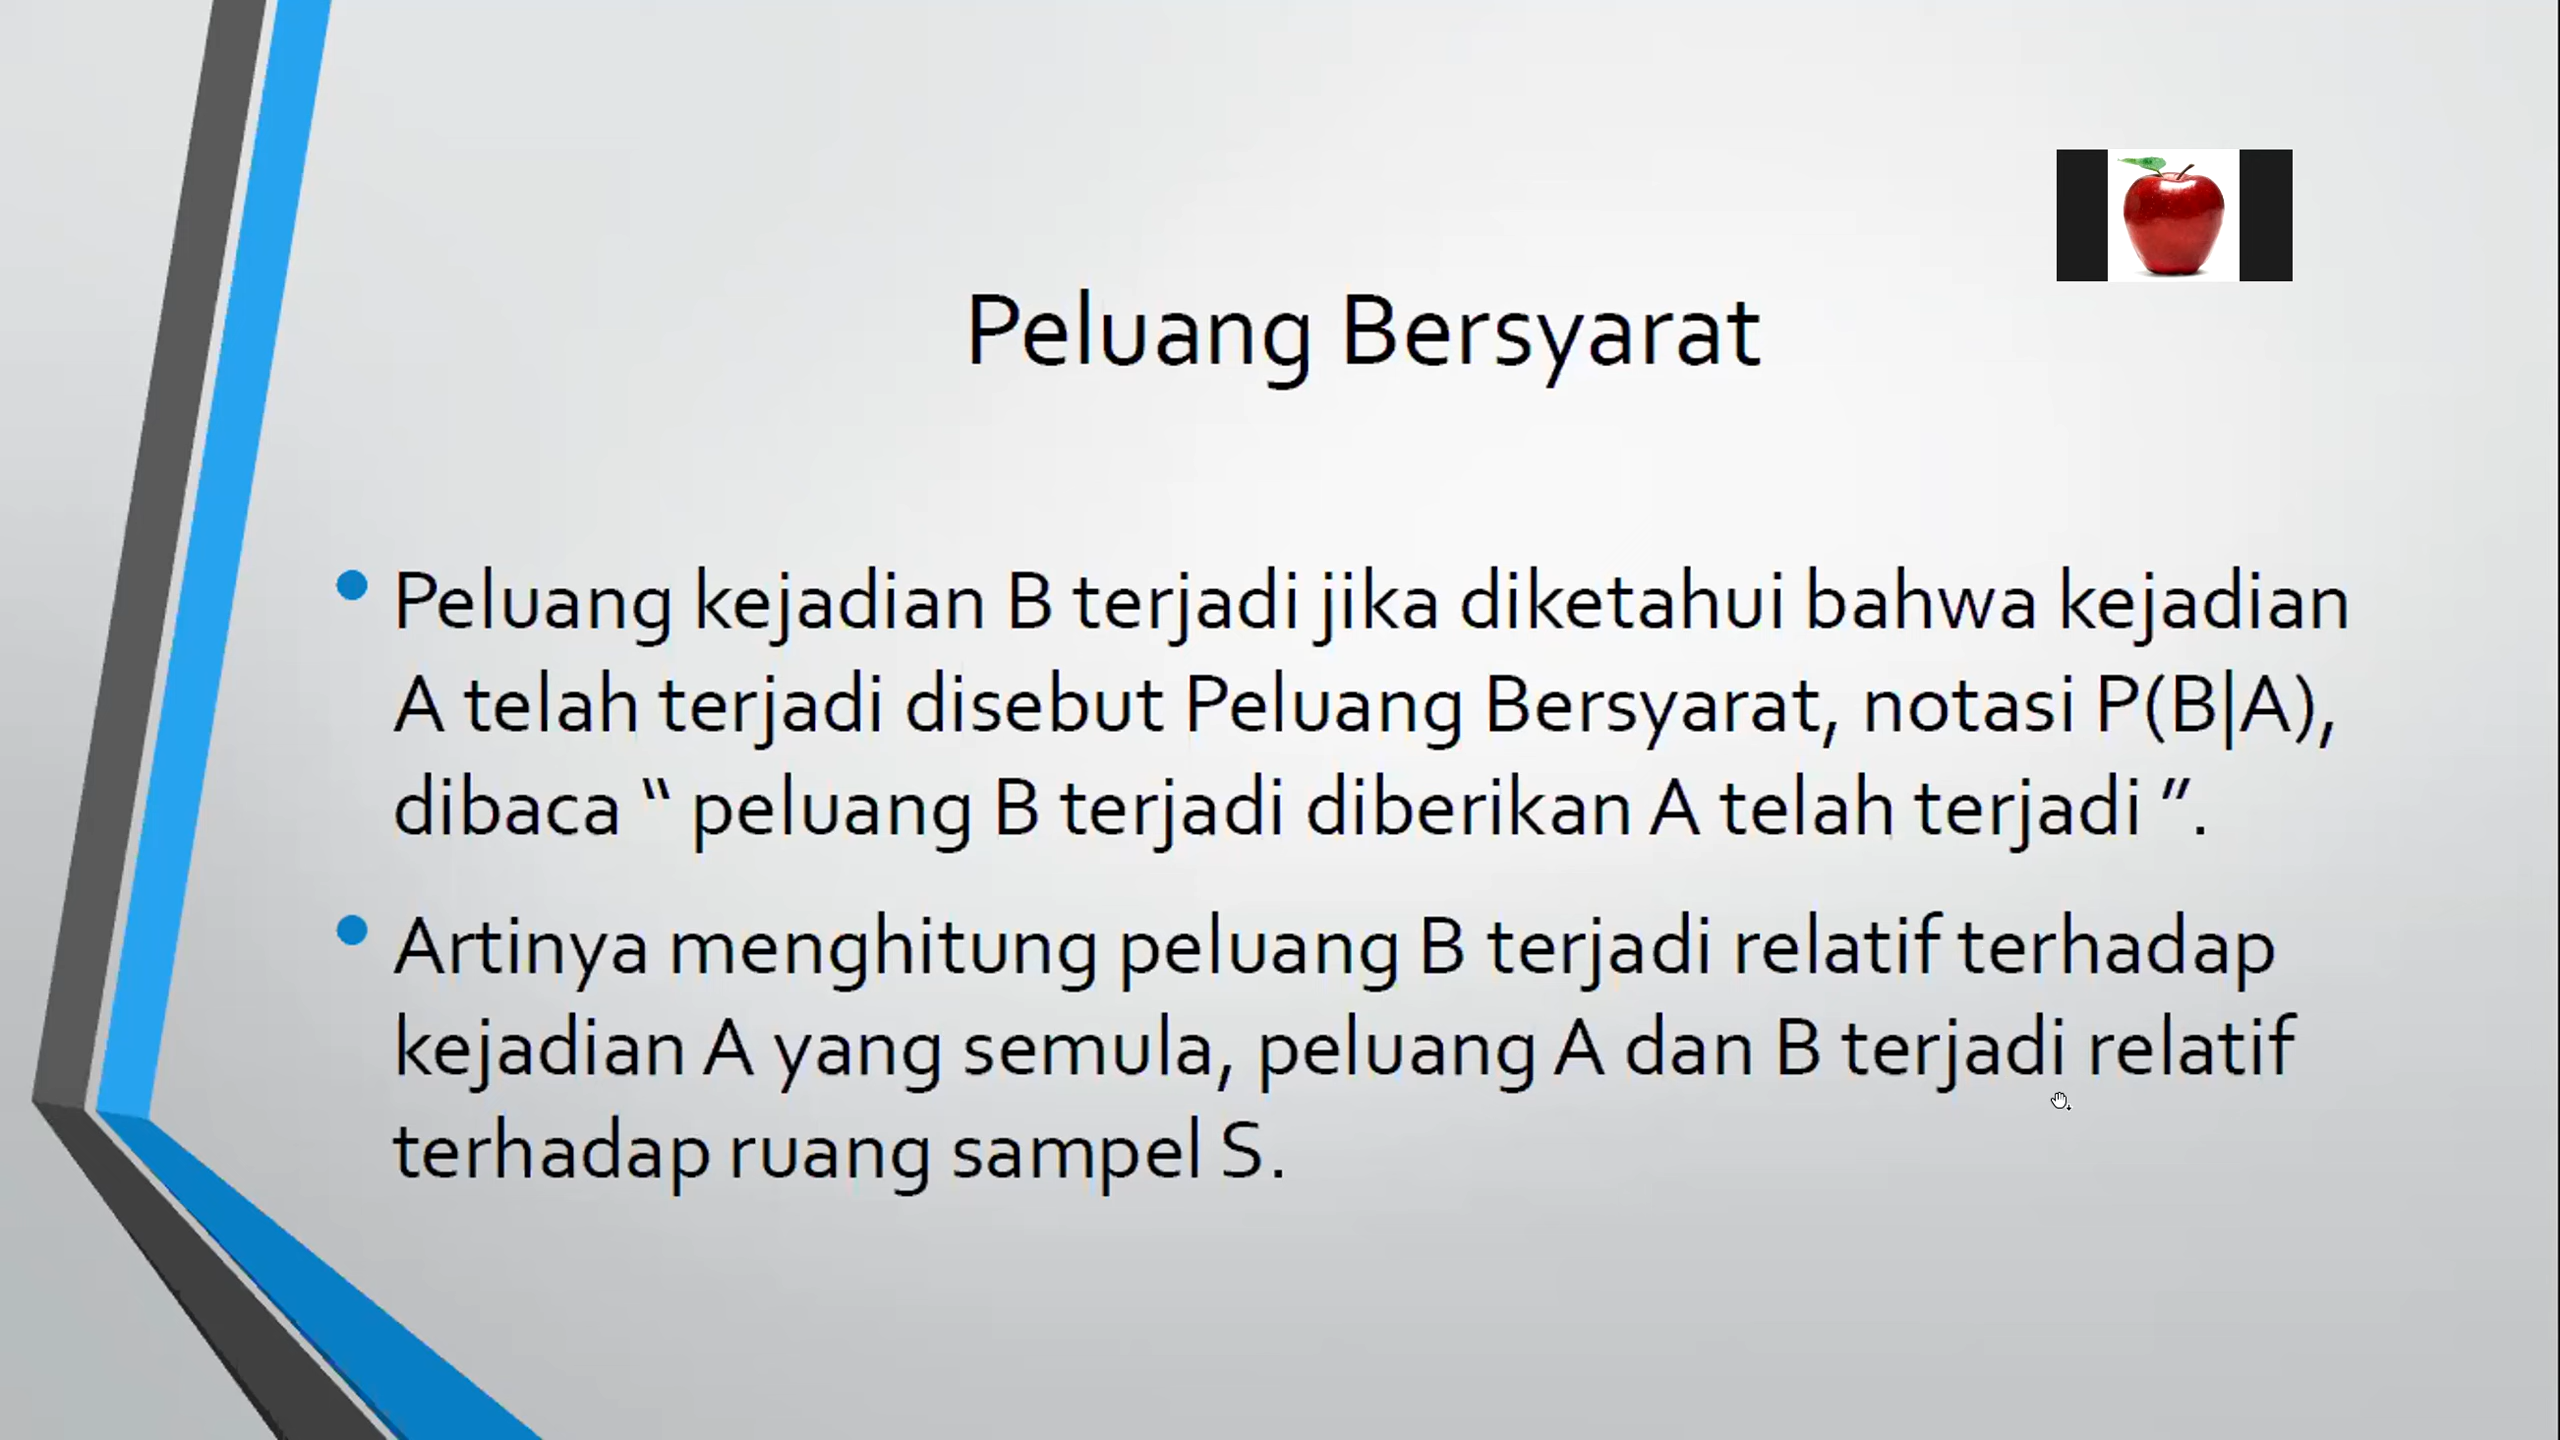 Peluang Bersyarat
• Peluang kejadian B terjadi jika diketahui bahwa kejadian
A telah terjadi disebut Peluang Bersyarat, notasi P(B|A),
dibaca “ peluang B terjadi diberikan A telah terjadi ”.
• Artinya menghitung peluang B terjadi relatif terhadap
kejadian A yang semula, peluang A dan B terjadi relatif
terhadap ruang sampel S.